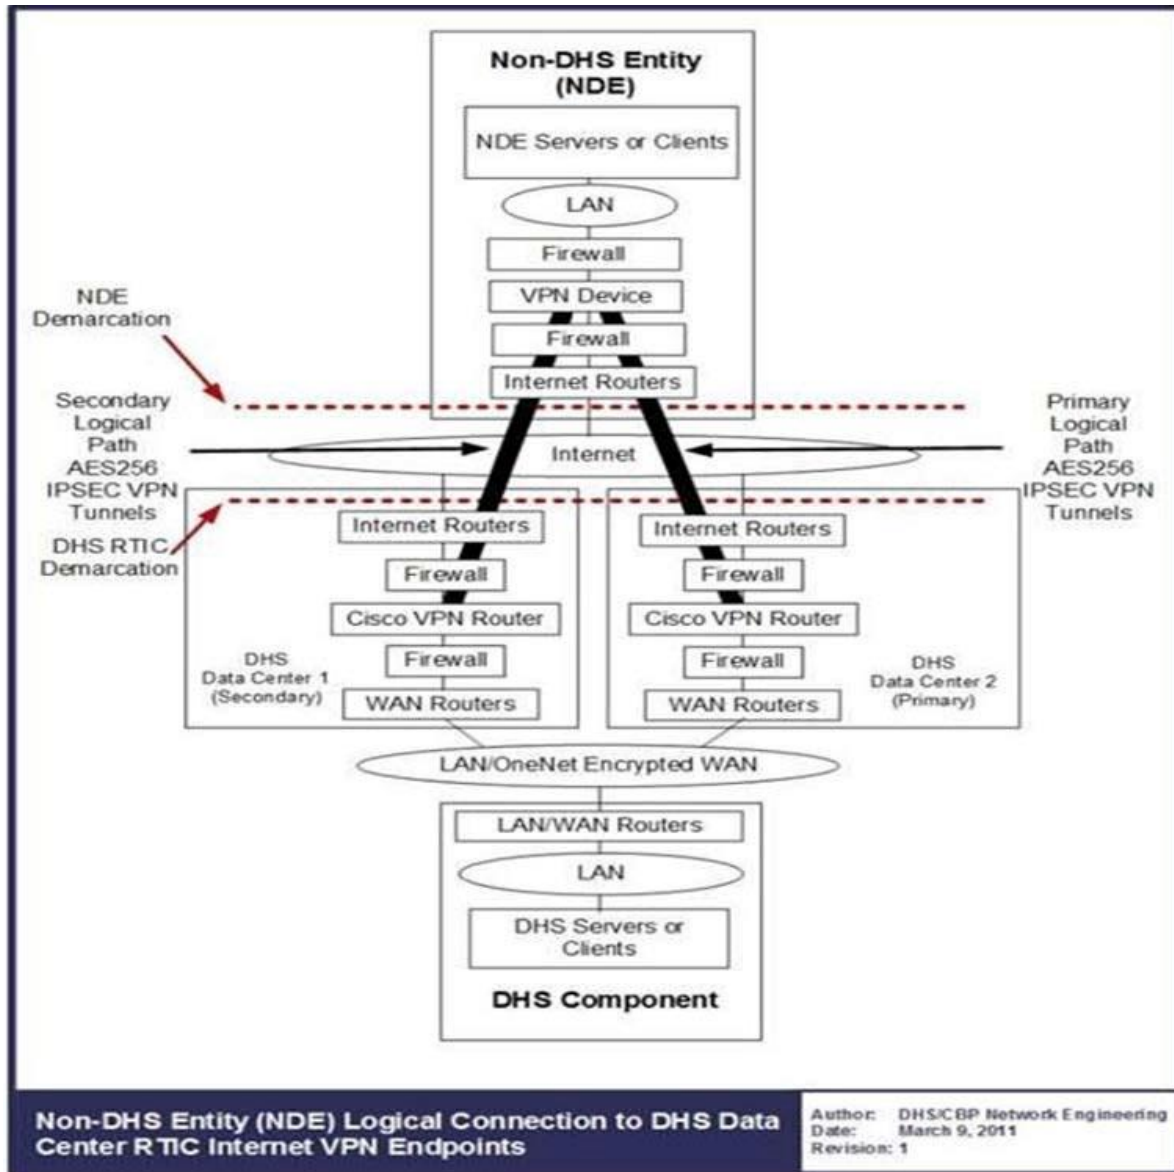 Non-DHS Entity
(NDE)
NDE Servers or Clients
LAN
Firewall
VPN Device
Firewall
Internet Routers
NDE
Demarcation
Secondary
Logical
Path
AES256
IPSEC VPN
Tunnels
Primary
Logical
Path
AES256
IPSEC VPN
Tunnels
Internet
DHS RTIC
Demarcation
Internet Routers
Firewall
Cisco VPN Router
Firewall
WAN Routers
DHS
Data Center 1
(Secondary)
Internet Routers
Firewall
Cisco VPN Router
Firewall
WAN Routers
DHS
Data Center 2
(Primary)
LAN/OneNet Encrypted WAN
LAN/WAN Routers
LAN
DHS Servers or
Clients
DHS Component
Non-DHS Entity (NDE) Logical Connection to DHS Data
Center RTIC Internet VPN Endpoints
Author: DHS/CBP Network Engineering
Date: March 9, 2011
Revision: 1